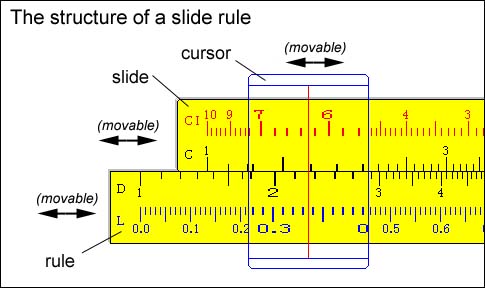 The structure of a slide rule
cursor
(movable)
slide
(movable)
(movable)
rule
CI 10 9 7 6 4 3
C 1 3
D 1 2 3 4
L 0.0 0.1 0.2 0.3 0 0.5 0.6